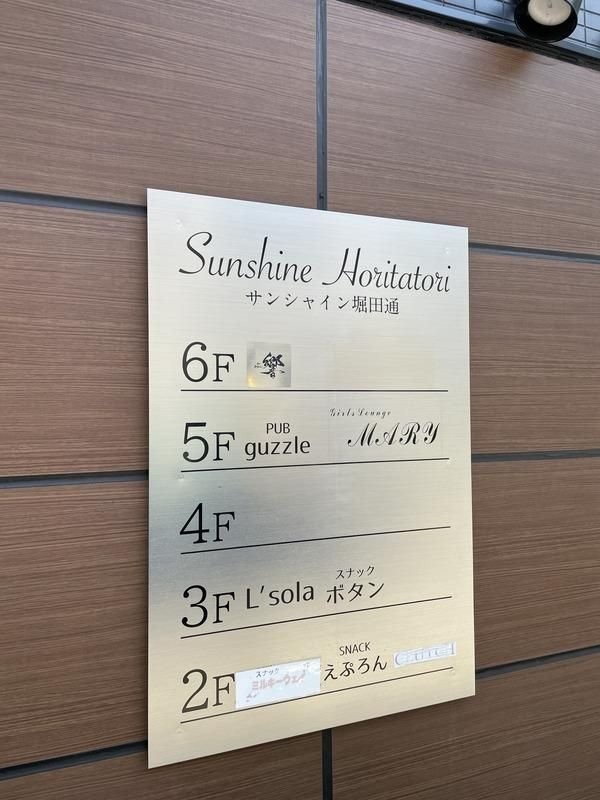 Sunshine Horitatori
サンシャイン堀田通
6F 響
5F PUB guzzle Girls Lounge MARY
4F
3F L'sola スナック ボタン
2F スナック ミルキーウェイ SNACK えぷろん